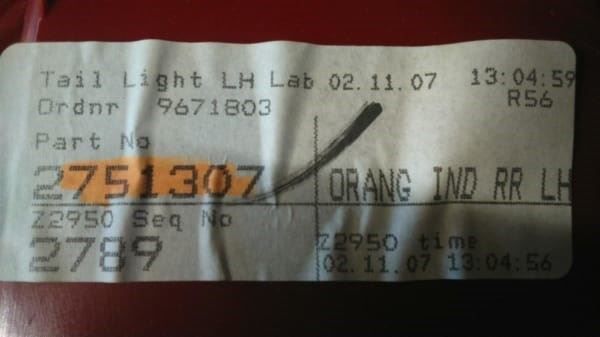 Tail Light LH Lab 02.11.07 13:04:59
Ordnr 9671803 R56
Part No
2751307 ORANG IND RR LH
Z2950 Seq No
2789 Z2950 time
02.11.07 13:04:56